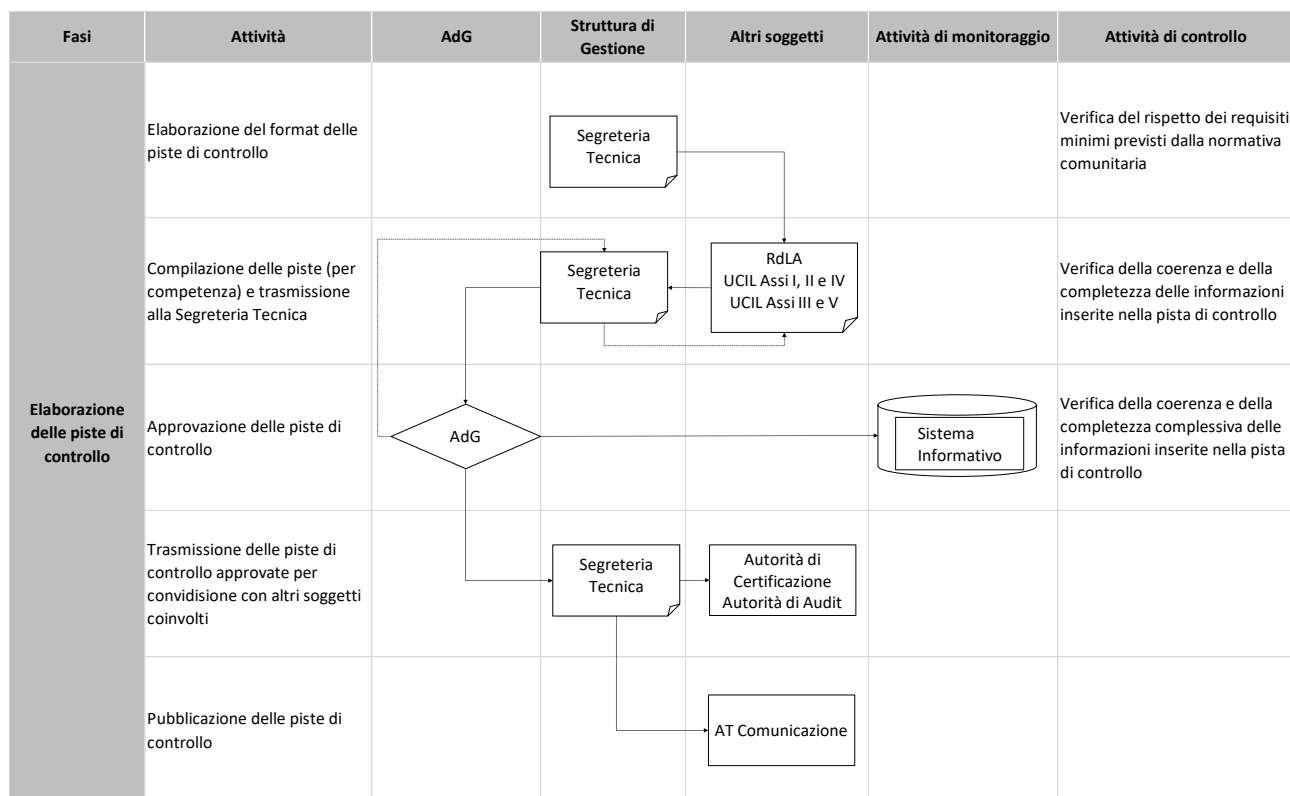 Fasi
Attività
AdG
Struttura di
Gestione
Altri soggetti
Attività di monitoraggio
Attività di controllo
Elaborazione
delle piste di
controllo
Elaborazione del format delle
piste di controllo
Segreteria
Tecnica
Verifica del rispetto dei requisiti
minimi previsti dalla normativa
comunitaria
Compilazione delle piste (per
competenza) e trasmissione
alla Segreteria Tecnica
Segreteria
Tecnica
RdLA
UCIL Assi I, II e IV
UCIL Assi III e V
Verifica della coerenza e della
completezza delle informazioni
inserite nella pista di controllo
Approvazione delle piste di
controllo
AdG
Sistema
Informativo
Verifica della coerenza e della
completezza complessiva delle
informazioni inserite nella pista
di controllo
Trasmissione delle piste di
controllo approvate per
convidisione con altri soggetti
coinvolti
Segreteria
Tecnica
Autorità di
Certificazione
Autorità di Audit
Pubblicazione delle piste di
controllo
AT Comunicazione